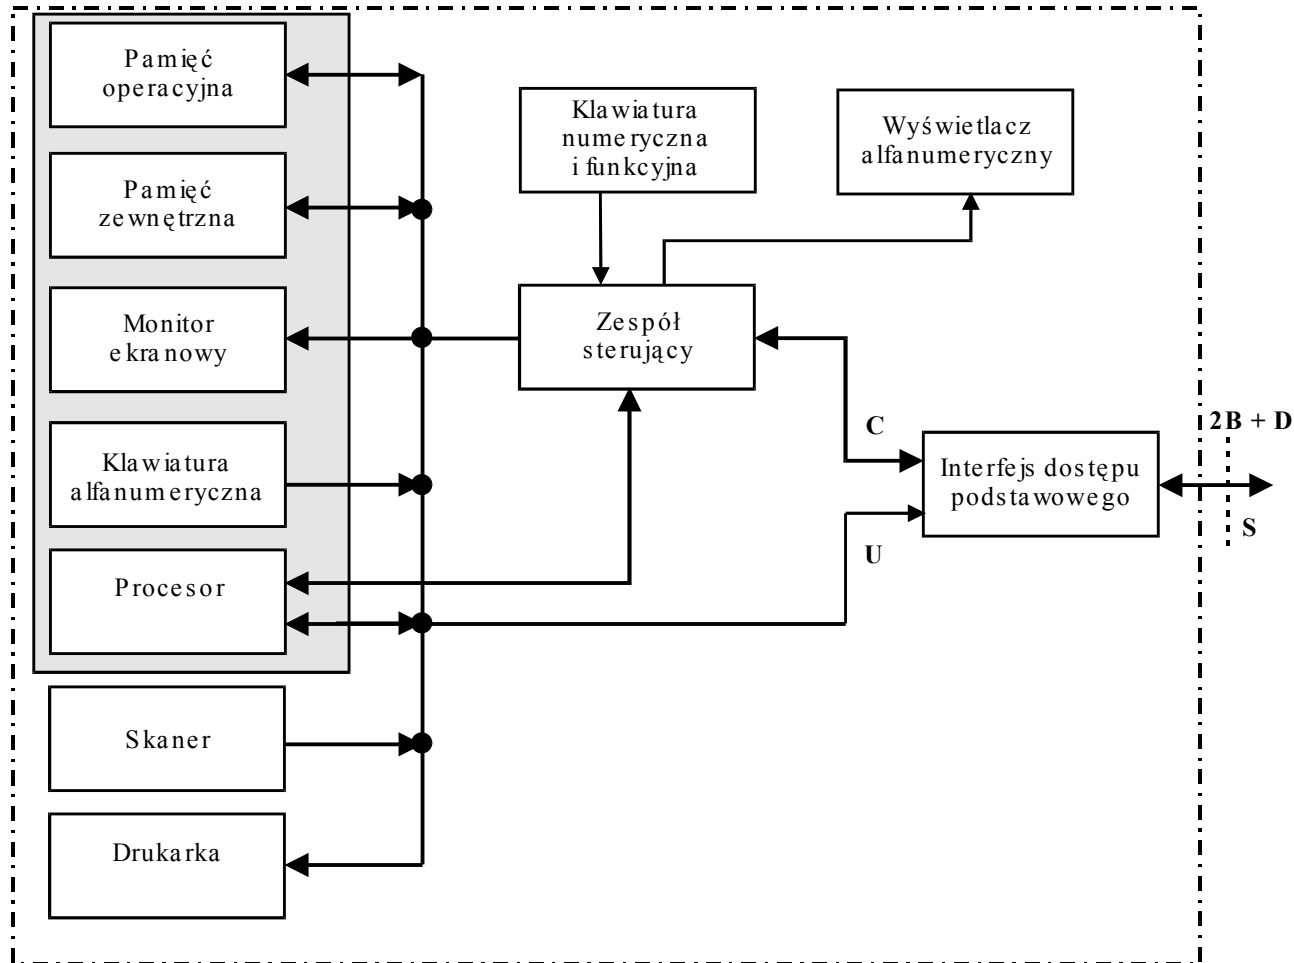 Pamięć
operacyjna
Pamięć
zewnętrzna
Monitor
ekranowy
Klawiatura
alfanumeryczna
Procesor
Skaner
Drukarka
Klawiatura
numeryczna
i funkcyjna
Wyświetlacz
alfanumeryczny
Zespół
sterujący
C
U
Interfejs dostępu
podstawowego
2B + D
S